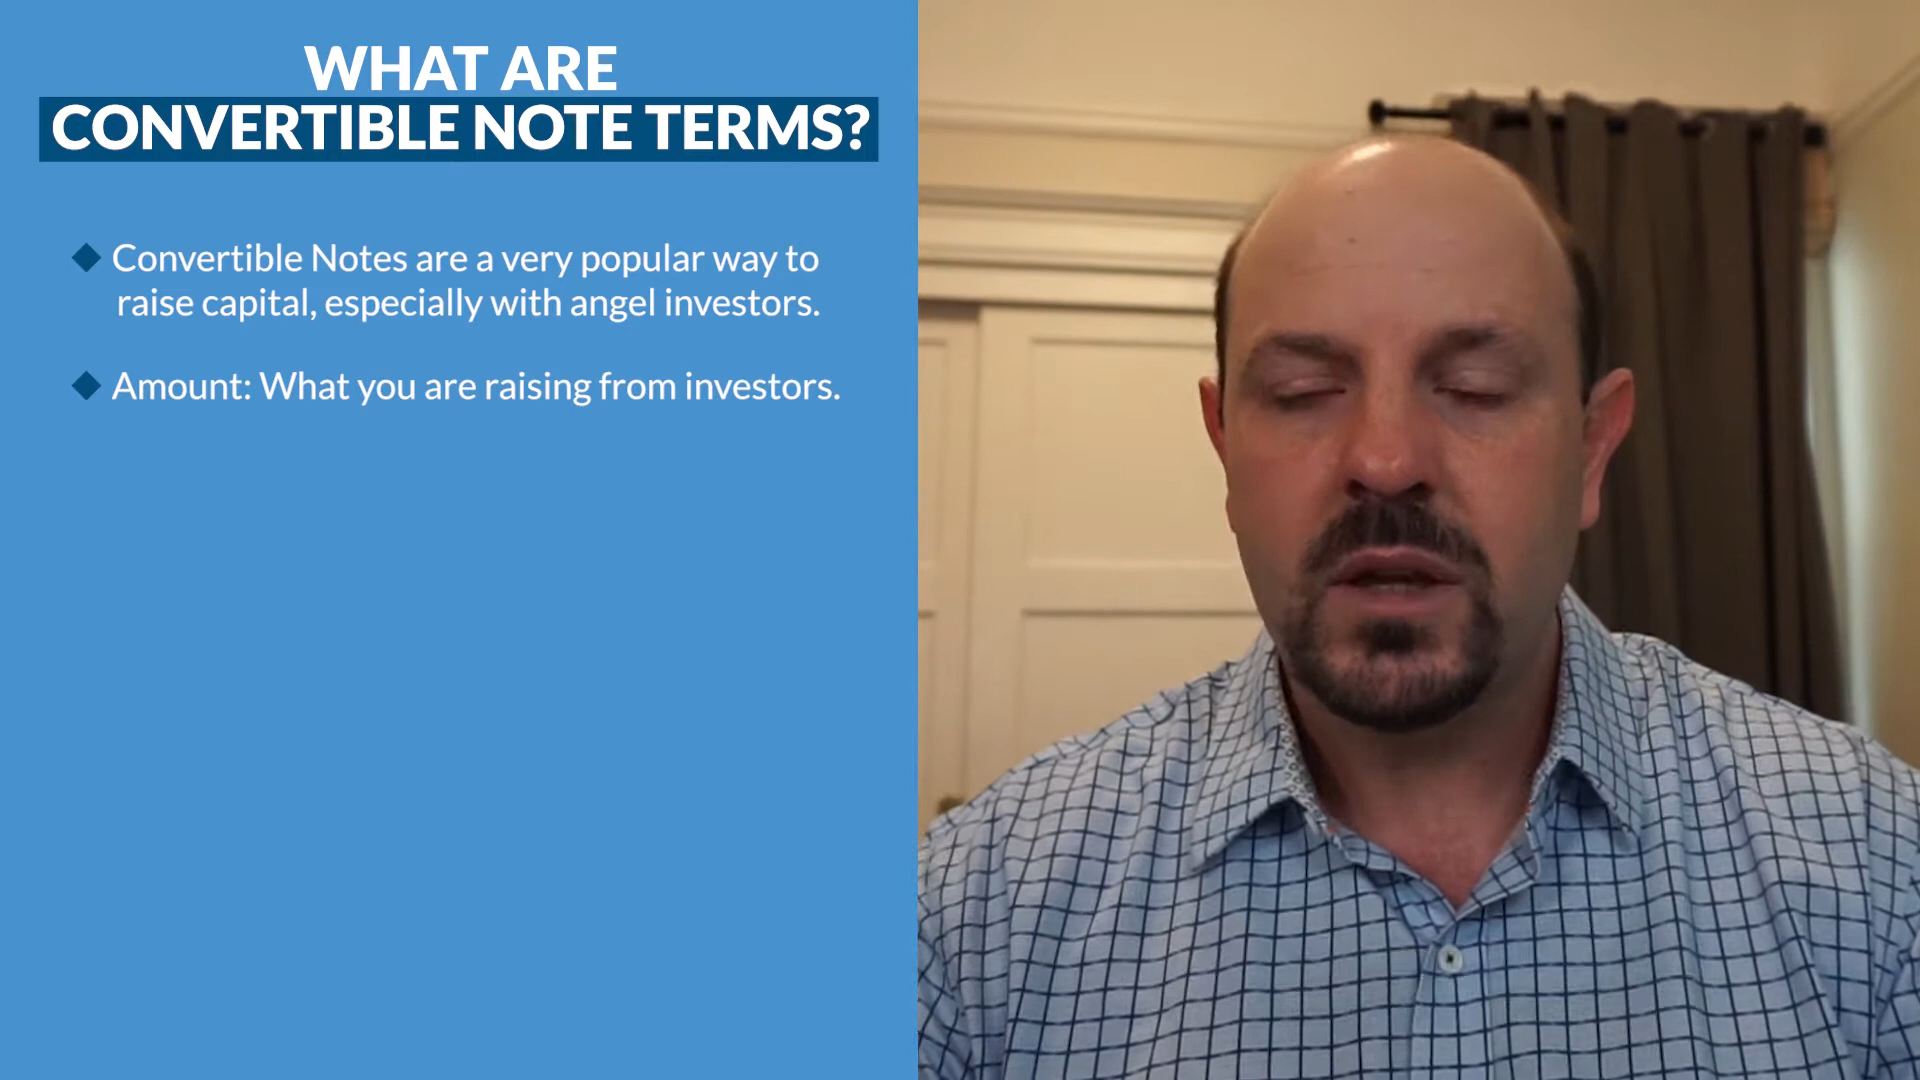 WHAT ARE
CONVERTIBLE NOTE TERMS?
Convertible Notes are a very popular way to
raise capital, especially with angel investors.
Amount: What you are raising from investors.